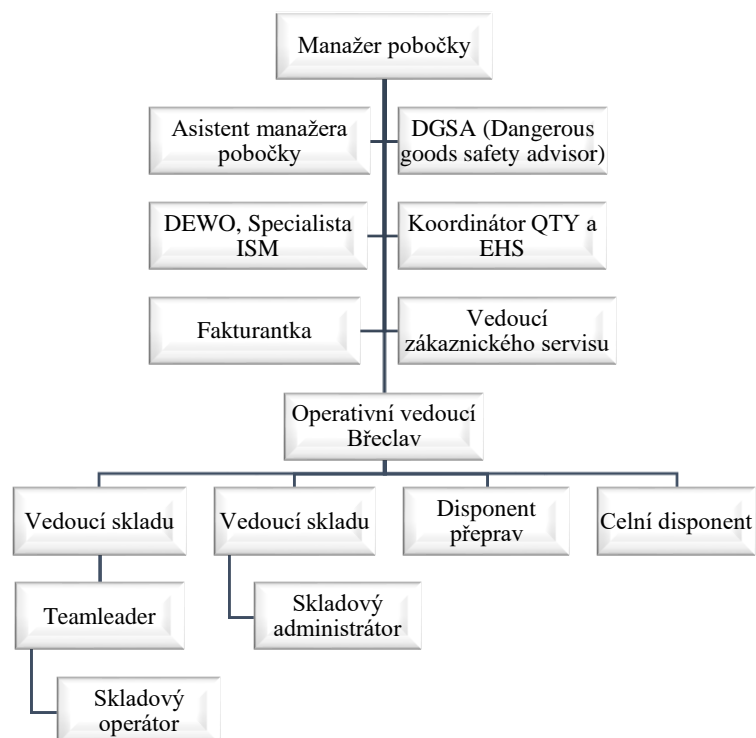 Manažer pobočky
Asistent manažera
pobočky
DGSA (Dangerous
goods safety advisor)
DEWO, Specialista
ISM
Koordinátor QTY a
EHS
Fakturantka
Vedoucí
zákaznického servisu
Operativní vedoucí
Břeclav
Vedoucí skladu
Vedoucí skladu
Disponent
přeprav
Celní disponent
Teamleader
Skladový
administrátor
Skladový
operátor